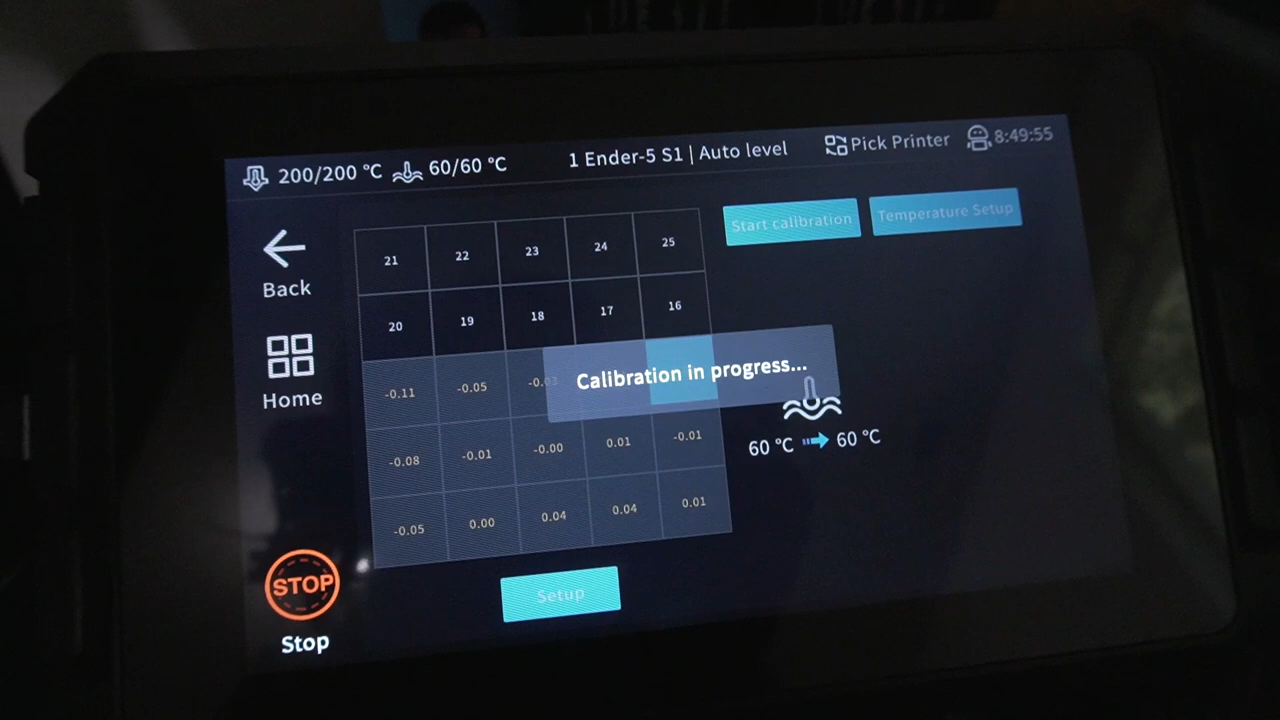 200/200 °C 60/60 °C 1 Ender-5 S1 | Auto level Pick Printer 8:49:55
Back
Home
STOP
Stop
21 22 23 24 25
20 19 18 17 16
-0.11 -0.05
-0.08 -0.01 -0.00 0.01 -0.01
-0.05 0.00 0.04 0.04 0.01
Setup
Start calibration Temperature Setup
Calibration in progress...
60 °C 60 °C